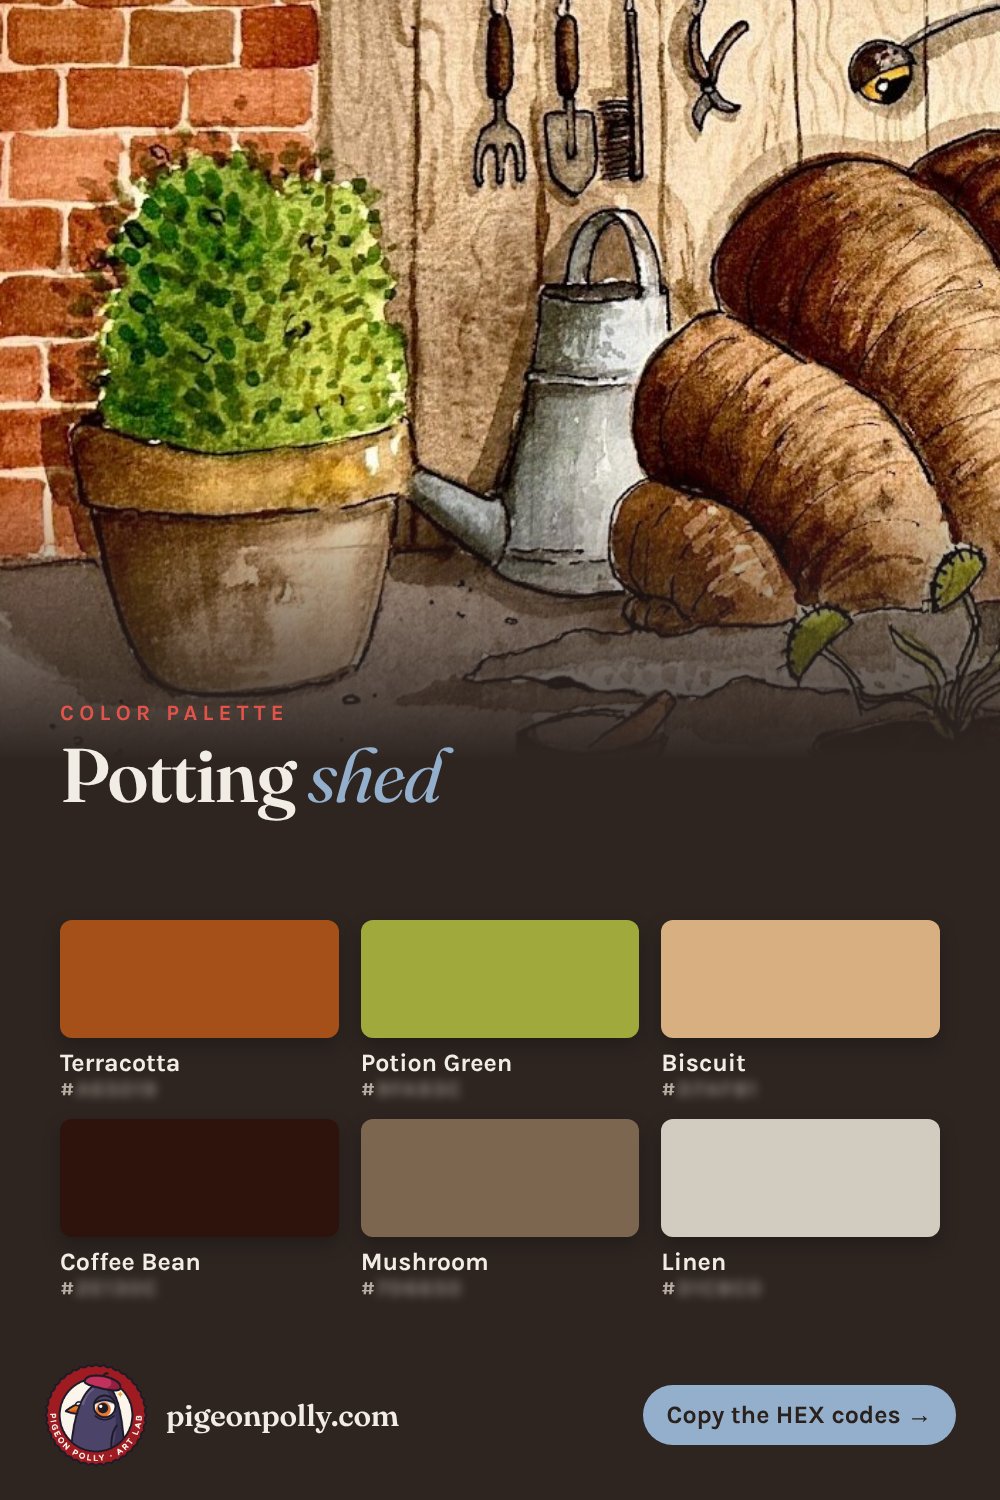 COLOR PALETTE
Potting shed
Terracotta
#
Potion Green
#
Biscuit
#
Coffee Bean
#
Mushroom
#
Linen
#
PIGEON POLLY · ART LAB
pigeonpolly.com
Copy the HEX codes →